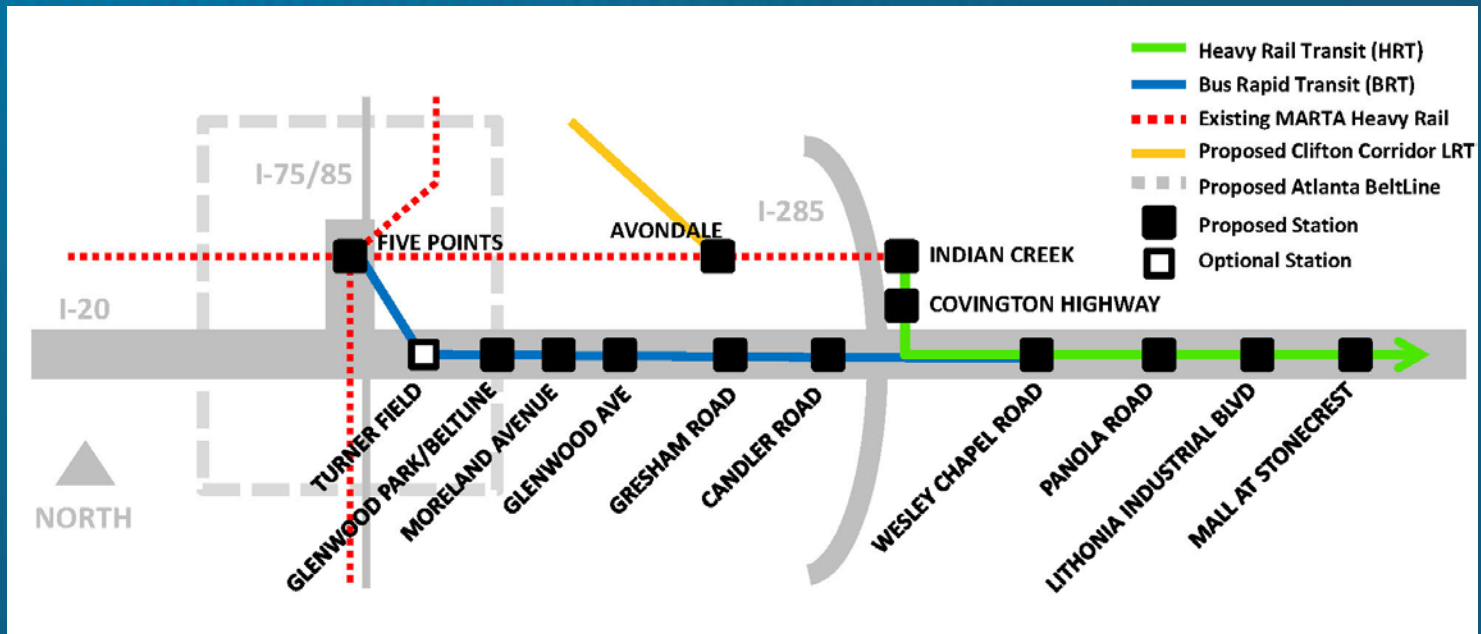 Heavy Rail Transit (HRT)
Bus Rapid Transit (BRT)
Existing MARTA Heavy Rail
Proposed Clifton Corridor LRT
Proposed Atlanta BeltLine
Proposed Station
Optional Station
I-75/85
I-285
I-20
FIVE POINTS
AVONDALE
INDIAN CREEK
COVINGTON HIGHWAY
TURNER FIELD
GLENWOOD PARK/BELTLINE
MORELAND AVENUE
GLENWOOD AVE
GRESHAM ROAD
CANDLER ROAD
WESLEY CHAPEL ROAD
PANOLA ROAD
LITHONIA INDUSTRIAL BLVD
MALL AT STONECREST
NORTH